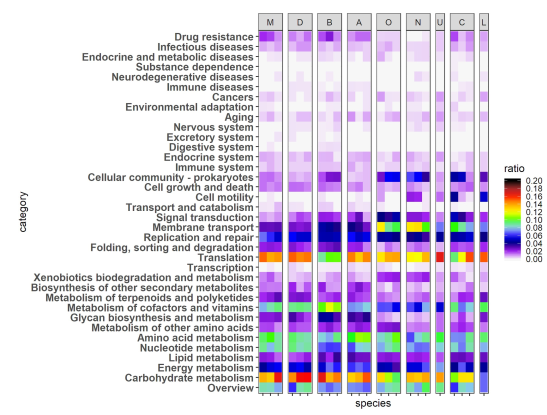 M D B A O N U C L
Drug resistance
Infectious diseases
Endocrine and metabolic diseases
Substance dependence
Neurodegenerative diseases
Immune diseases
Cancers
Environmental adaptation
Aging
Nervous system
Excretory system
Digestive system
Endocrine system
Immune system
Cellular community - prokaryotes
Cell growth and death
Cell motility
Transport and catabolism
Signal transduction
Membrane transport
Replication and repair
Folding, sorting and degradation
Translation
Transcription
Xenobiotics biodegradation and metabolism
Biosynthesis of other secondary metabolites
Metabolism of terpenoids and polyketides
Metabolism of cofactors and vitamins
Glycan biosynthesis and metabolism
Metabolism of other amino acids
Amino acid metabolism
Nucleotide metabolism
Lipid metabolism
Energy metabolism
Carbohydrate metabolism
Overview
category
species
ratio
0.20
0.18
0.16
0.14
0.12
0.10
0.08
0.06
0.04
0.02
0.00